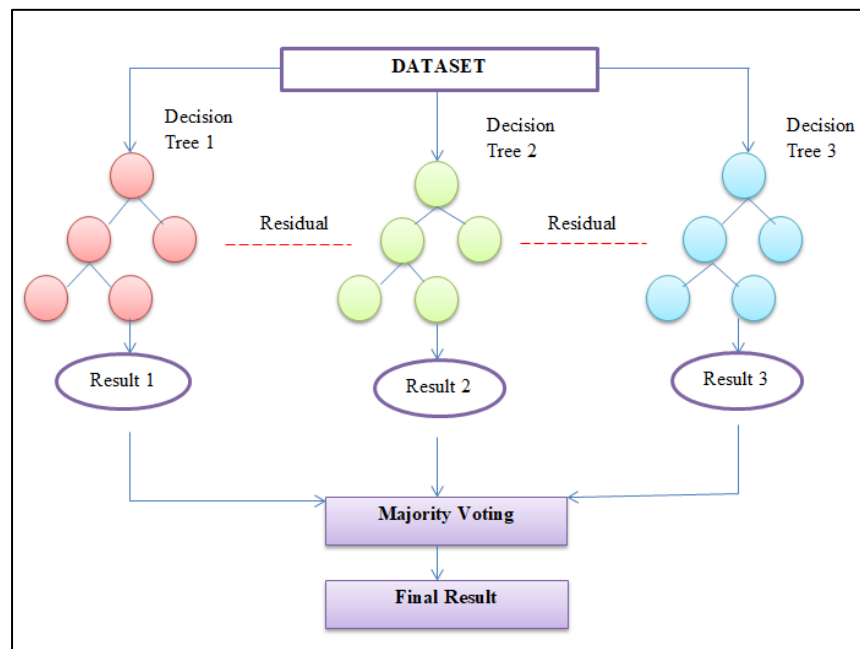 DATASET
Decision
Tree 1
Decision
Tree 2
Decision
Tree 3
Residual
Residual
Result 1
Result 2
Result 3
Majority Voting
Final Result